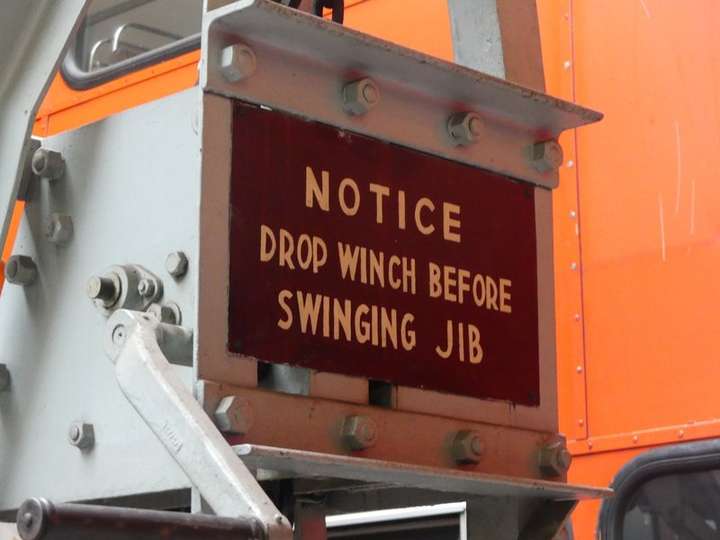 NOTICE
DROP WINCH BEFORE
SWINGING JIB